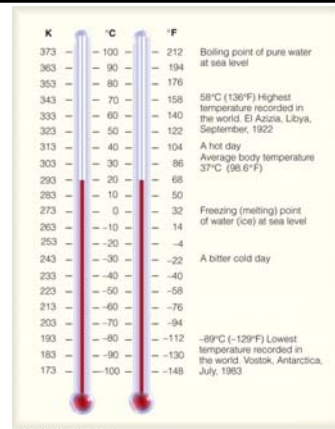 K °C °F
373 – – 100 – – 212 Boiling point of pure water
at sea level
363 – – 90 – – 194
353 – – 80 – – 176
343 – – 70 – – 158 58°C (136°F) Highest
temperature recorded in
333 – – 60 – – 140 the world. El Azizia, Libya,
323 – – 50 – – 122 September, 1922
313 – – 40 – – 104 A hot day
Average body temperature
303 – – 30 – – 86 37°C (98.6°F)
293 – – 20 – – 68
283 – – 10 – – 50
273 – – 0 – – 32 Freezing (melting) point
263 – – –10 – – 14 of water (ice) at sea level
253 – – –20 – – –4
243 – – –30 – – –22 A bitter cold day
233 – – –40 – – –40
223 – – –50 – – –58
213 – – –60 – – –76
203 – – –70 – – –94
193 – – –80 – – –112 –89°C (–129°F) Lowest
temperature recorded in
183 – – –90 – – –130 the world. Vostok, Antarctica,
173 – – –100 – – –148 July, 1983